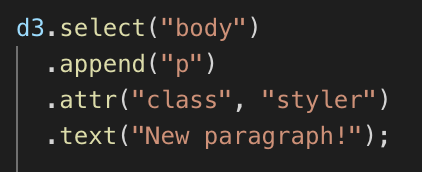 d3.select("body")
.append("p")
.attr("class", "styler")
.text("New paragraph!");